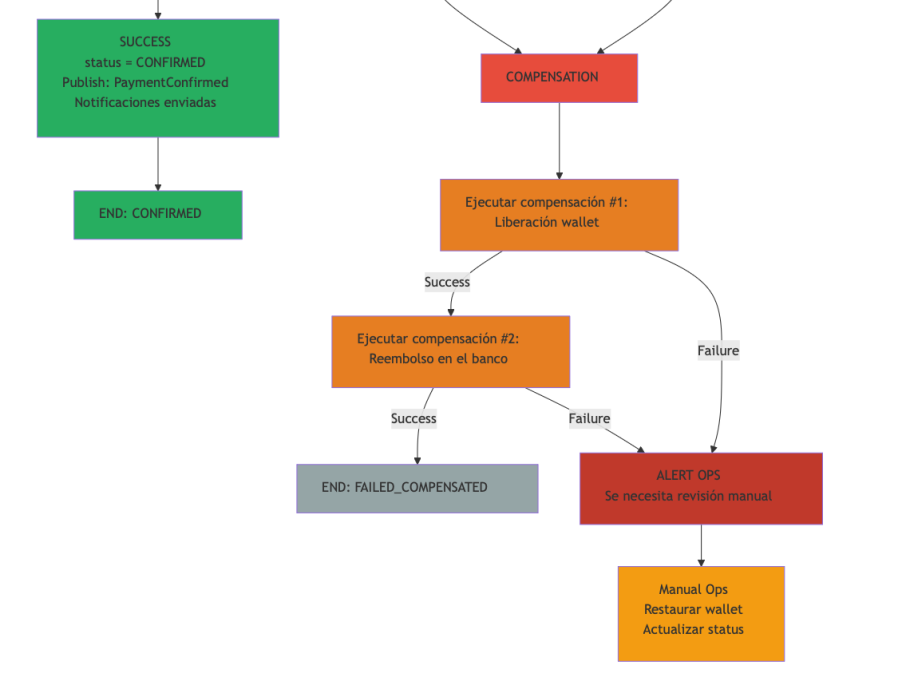 SUCCESS
status = CONFIRMED
Publish: PaymentConfirmed
Notificaciones enviadas
END: CONFIRMED
COMPENSATION
Ejecutar compensación #1:
Liberación wallet
Success
Failure
Ejecutar compensación #2:
Reembolso en el banco
Success
Failure
END: FAILED_COMPENSATED
ALERT OPS
Se necesita revisión manual
Manual Ops
Restaurar wallet
Actualizar status